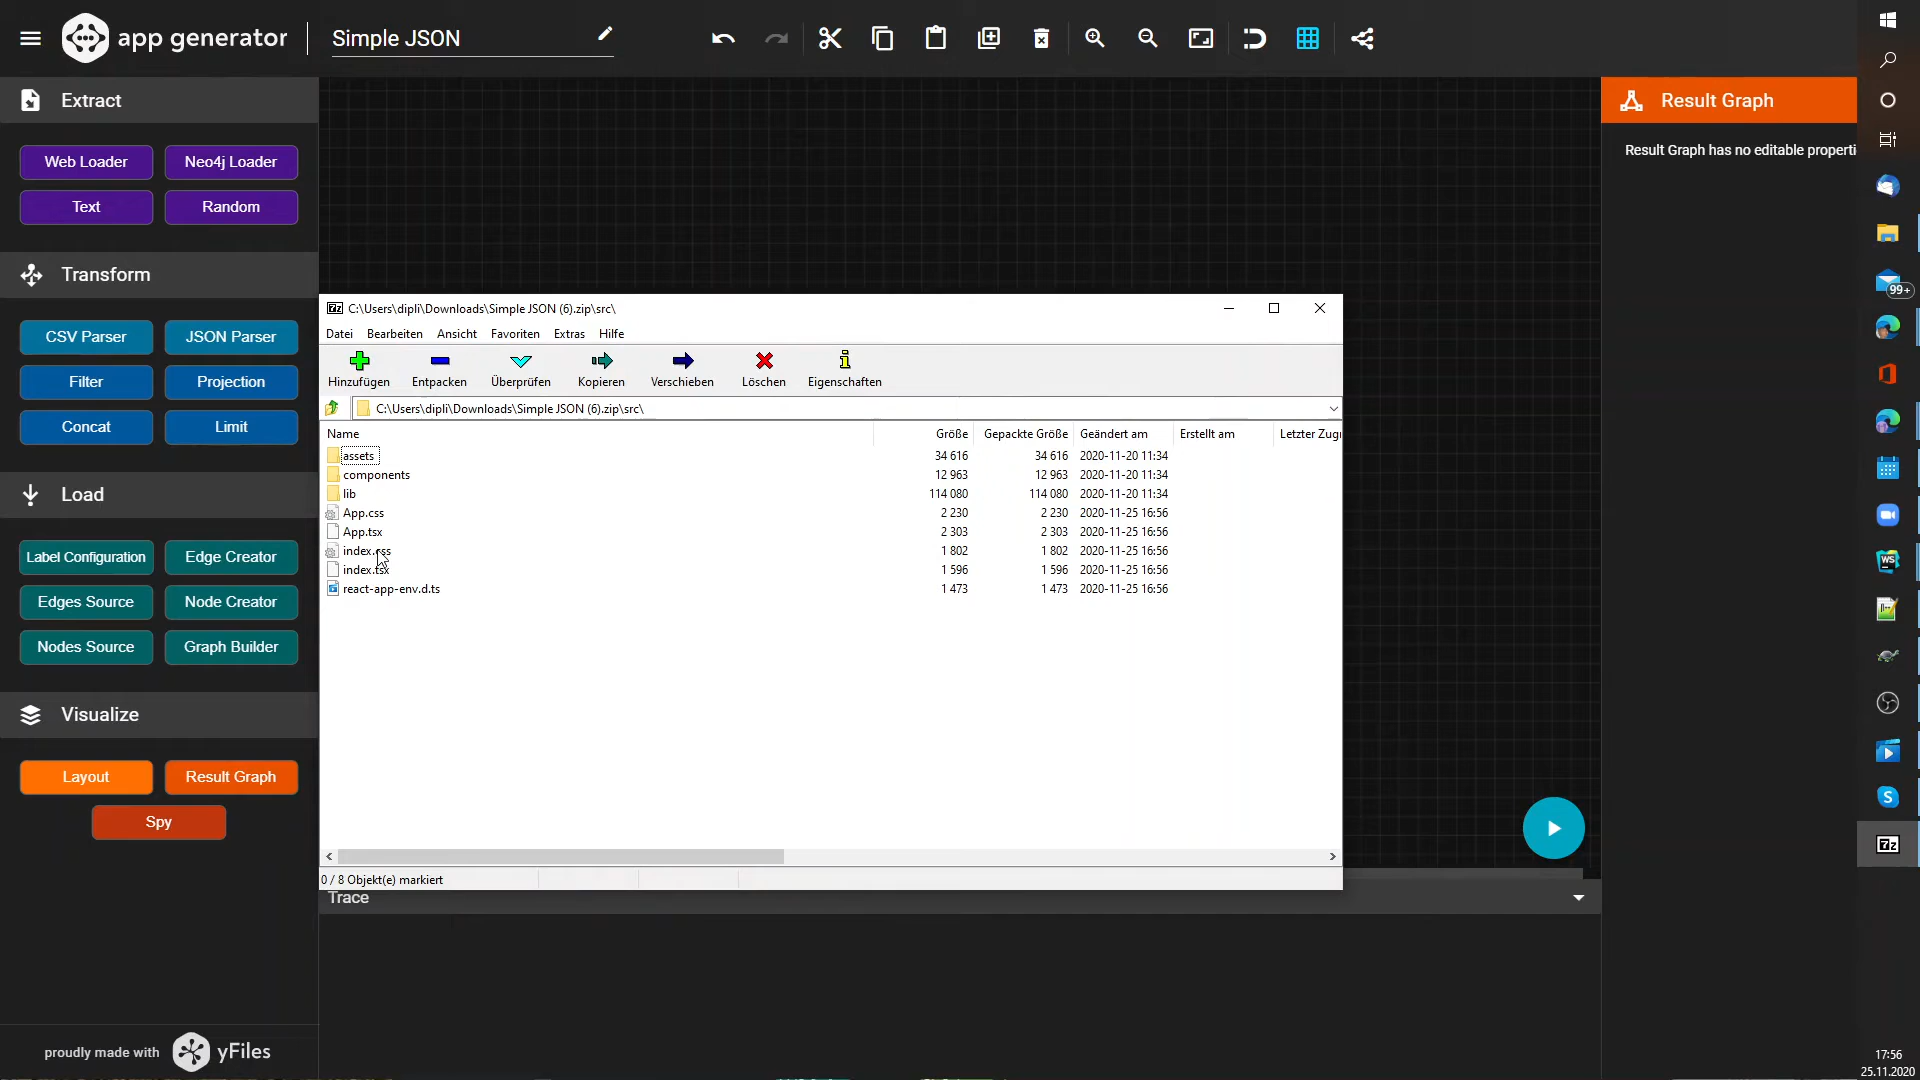 app generator
Simple JSON
Extract
Web Loader
Neo4j Loader
Text
Random
Transform
CSV Parser
JSON Parser
Filter
Projection
Concat
Limit
Load
Label Configuration
Edge Creator
Edges Source
Node Creator
Nodes Source
Graph Builder
Visualize
Layout
Result Graph
Spy
proudly made with
yFiles
7z C:\Users\dipli\Downloads\Simple JSON (6).zip\src\
Datei Bearbeiten Ansicht Favoriten Extras Hilfe
Hinzufügen Entpacken Überprüfen Kopieren Verschieben Löschen Eigenschaften
C:\Users\dipli\Downloads\Simple JSON (6).zip\src\
Name Größe Gepackte Größe Geändert am Erstellt am Letzter Zugr
assets 34 616 34 616 2020-11-20 11:34
components 12 963 12 963 2020-11-20 11:34
lib 114 080 114 080 2020-11-20 11:34
App.css 2 230 2 230 2020-11-25 16:56
App.tsx 2 303 2 303 2020-11-25 16:56
index.css 1 802 1 802 2020-11-25 16:56
index.tsx 1 596 1 596 2020-11-25 16:56
react-app-env.d.ts 1 473 1 473 2020-11-25 16:56
0 / 8 Objekt(e) markiert
Trace
Result Graph
Result Graph has no editable properti
99+
WS
S
7z
17:56
25.11.2020